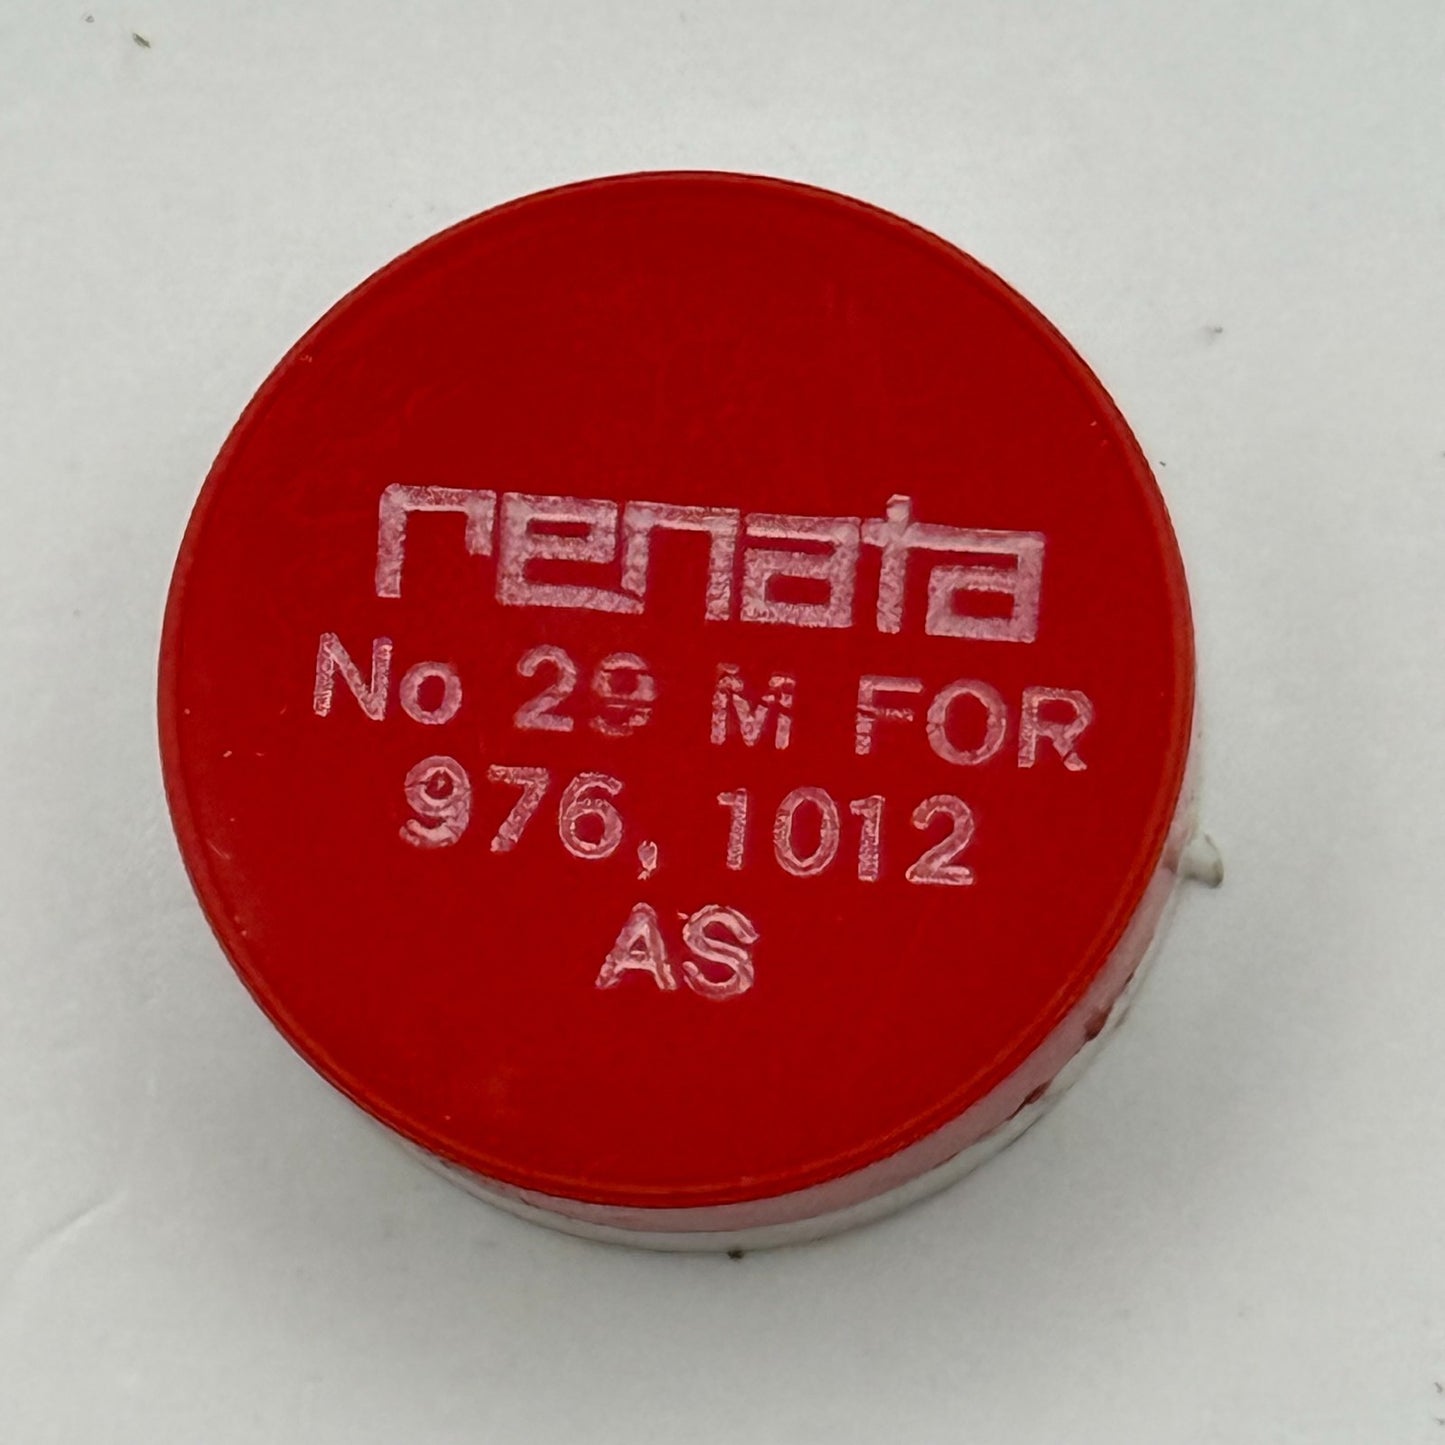 renata
No 29 M FOR
976, 1012
AS